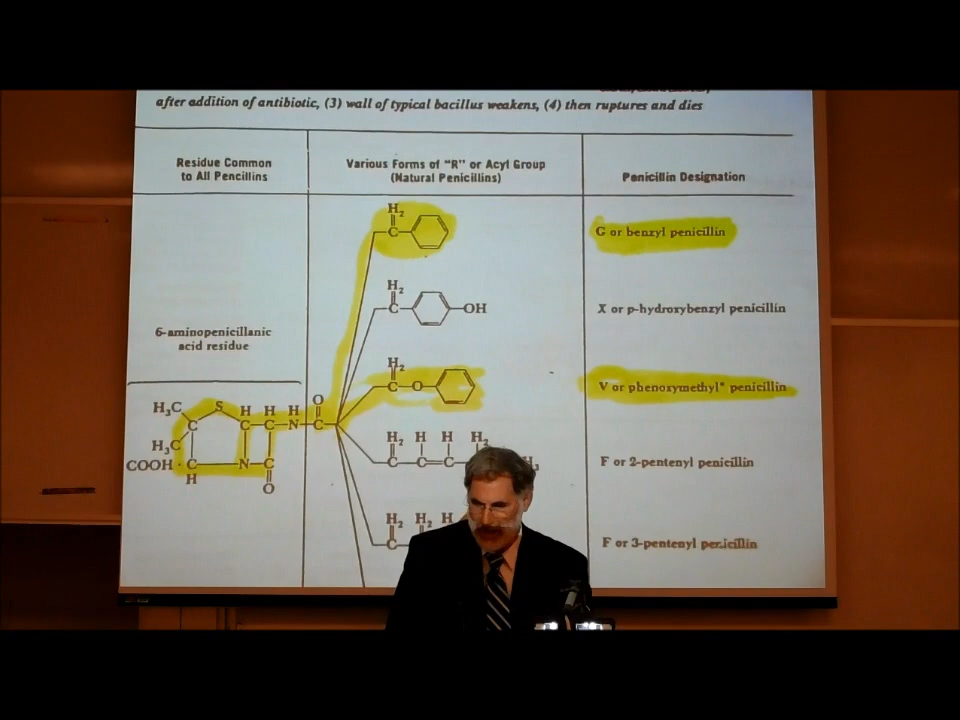 after addition of antibiotic, (3) wall of typical bacillus weakens, (4) then ruptures and dies
Residue Common
to All Pencillins
Various Forms of "R" or Acyl Group
(Natural Penicillins)
Penicillin Designation
H2
C
G or benzyl penicillin
H2
C
OH
X or p-hydroxybenzyl penicillin
6-aminopenicillanic
acid residue
H2
C O
V or phenoxymethyl* penicillin
H3C S H H H O
C C C N C
H3C
COOH C N C
H O
H2 H H H2
C C C
F or 2-pentenyl penicillin
H2 H2 H
C
F or 3-pentenyl penicillin